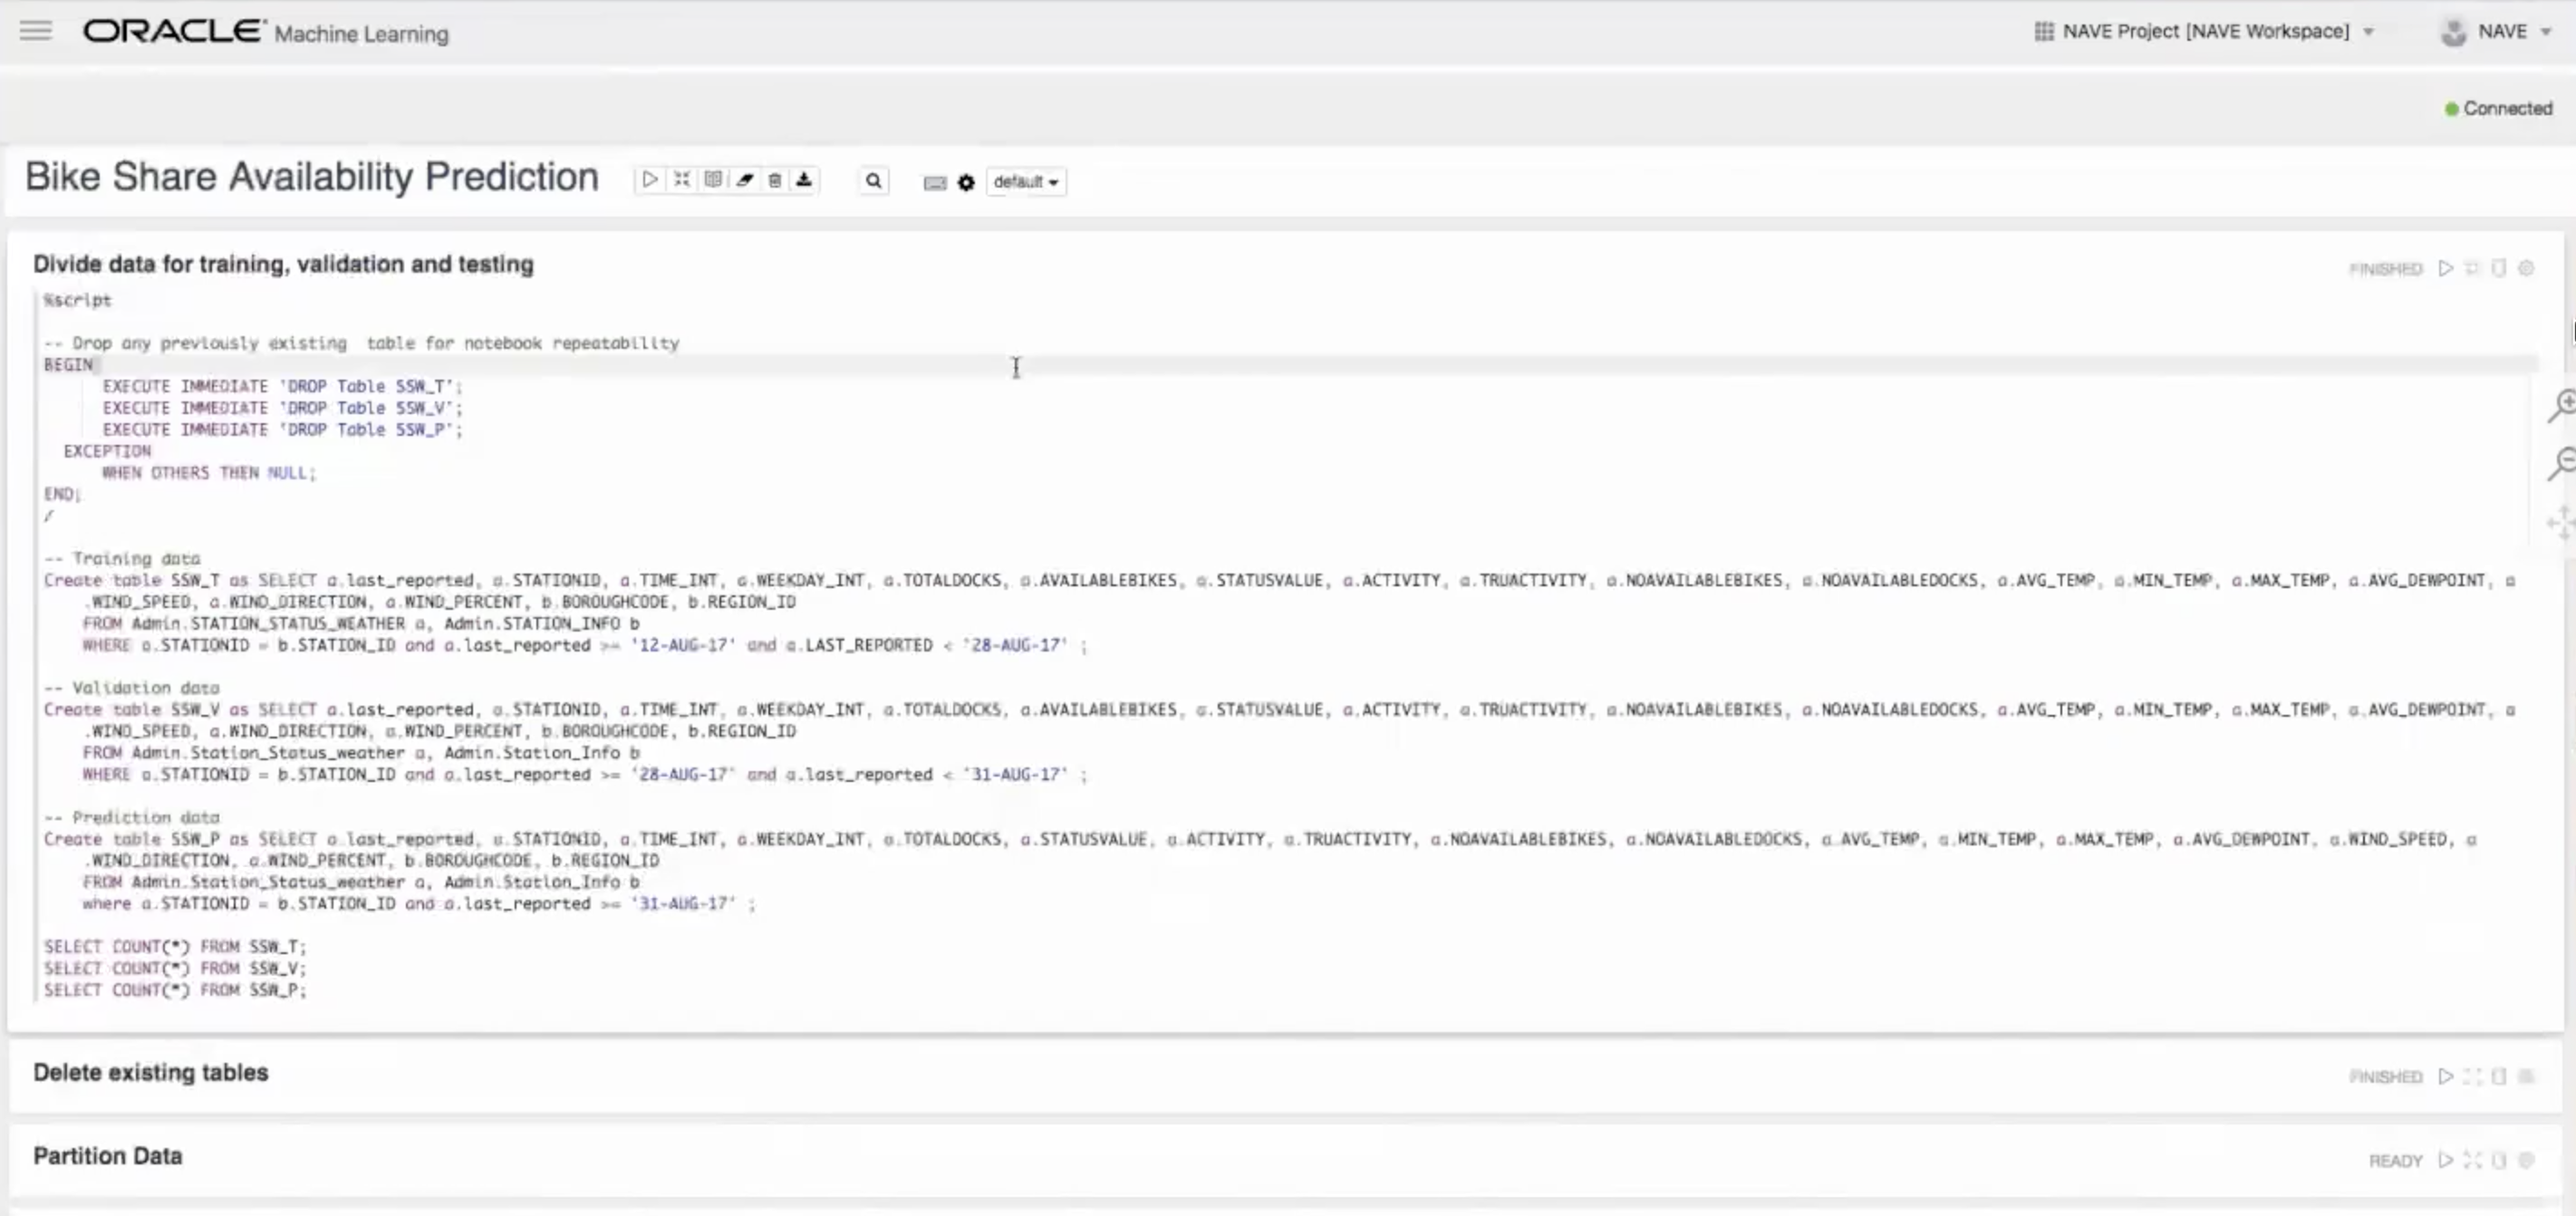 ORACLE Machine Learning
NAVE Project [NAVE Workspace]
NAVE
Connected
Bike Share Availability Prediction
default
Divide data for training, validation and testing
FINISHED
%script
-- Drop any previously existing  table for notebook repeatability
BEGIN
EXECUTE IMMEDIATE 'DROP Table SSW_T';
EXECUTE IMMEDIATE 'DROP Table SSW_V';
EXECUTE IMMEDIATE 'DROP Table SSW_P';
EXCEPTION
WHEN OTHERS THEN NULL;
END;
/
-- Training data
Create table SSW_T as SELECT a.last_reported, a.STATIONID, a.TIME_INT, a.WEEKDAY_INT, a.TOTALDOCKS, a.AVAILABLEBIKES, a.STATUSVALUE, a.ACTIVITY, a.TRUACTIVITY, a.NOAVAILABLEBIKES, a.NOAVAILABLEDOCKS, a.AVG_TEMP, a.MIN_TEMP, a.MAX_TEMP, a.AVG_DEWPOINT, a
.WIND_SPEED, a.WIND_DIRECTION, a.WIND_PERCENT, b.BOROUGHCODE, b.REGION_ID
FROM Admin.STATION_STATUS_WEATHER a, Admin.STATION_INFO b
WHERE a.STATIONID = b.STATION_ID and a.last_reported >= '12-AUG-17' and a.LAST_REPORTED < '28-AUG-17' ;
-- Validation data
Create table SSW_V as SELECT a.last_reported, a.STATIONID, a.TIME_INT, a.WEEKDAY_INT, a.TOTALDOCKS, a.AVAILABLEBIKES, a.STATUSVALUE, a.ACTIVITY, a.TRUACTIVITY, a.NOAVAILABLEBIKES, a.NOAVAILABLEDOCKS, a.AVG_TEMP, a.MIN_TEMP, a.MAX_TEMP, a.AVG_DEWPOINT, a
.WIND_SPEED, a.WIND_DIRECTION, a.WIND_PERCENT, b.BOROUGHCODE, b.REGION_ID
FROM Admin.Station_Status_weather a, Admin.Station_Info b
WHERE a.STATIONID = b.STATION_ID and a.last_reported >= '28-AUG-17' and a.last_reported < '31-AUG-17' ;
-- Prediction data
Create table SSW_P as SELECT a.last_reported, a.STATIONID, a.TIME_INT, a.WEEKDAY_INT, a.TOTALDOCKS, a.STATUSVALUE, a.ACTIVITY, a.TRUACTIVITY, a.NOAVAILABLEBIKES, a.NOAVAILABLEDOCKS, a.AVG_TEMP, a.MIN_TEMP, a.MAX_TEMP, a.AVG_DEWPOINT, a.WIND_SPEED, a
.WIND_DIRECTION, a.WIND_PERCENT, b.BOROUGHCODE, b.REGION_ID
FROM Admin.Station_Status_weather a, Admin.Station_Info b
where a.STATIONID = b.STATION_ID and a.last_reported >= '31-AUG-17' ;
SELECT COUNT(*) FROM SSW_T;
SELECT COUNT(*) FROM SSW_V;
SELECT COUNT(*) FROM SSW_P;
Delete existing tables
FINISHED
Partition Data
READY